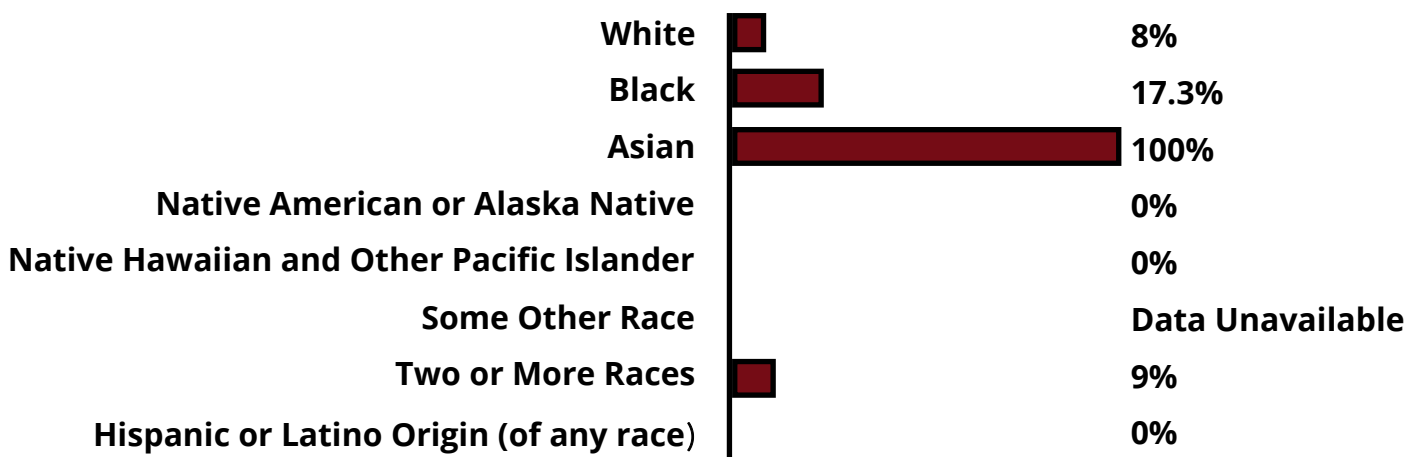 White 8%
Black 17.3%
Asian 100%
Native American or Alaska Native 0%
Native Hawaiian and Other Pacific Islander 0%
Some Other Race Data Unavailable
Two or More Races 9%
Hispanic or Latino Origin (of any race) 0%